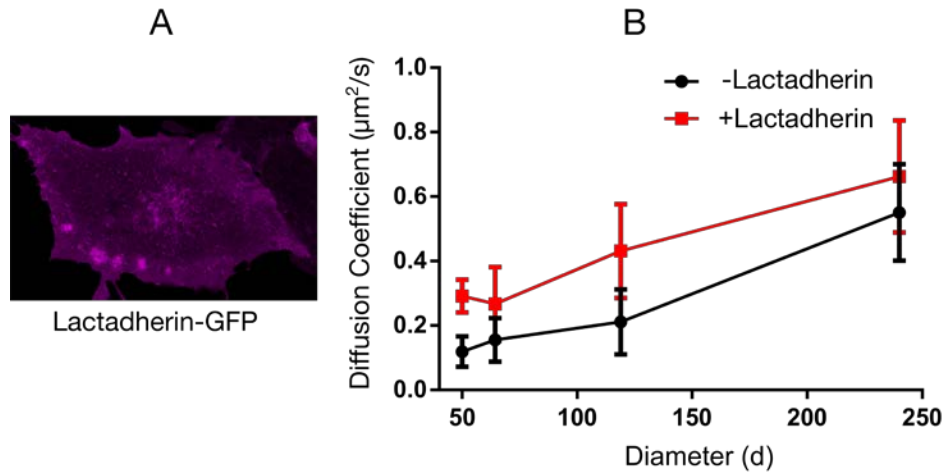 A
B
Lactadherin-GFP
Diffusion Coefficient (µm²/s)
1.0
0.8
0.6
0.4
0.2
0.0
-Lactadherin
+Lactadherin
50
100
150
200
250
Diameter (d)